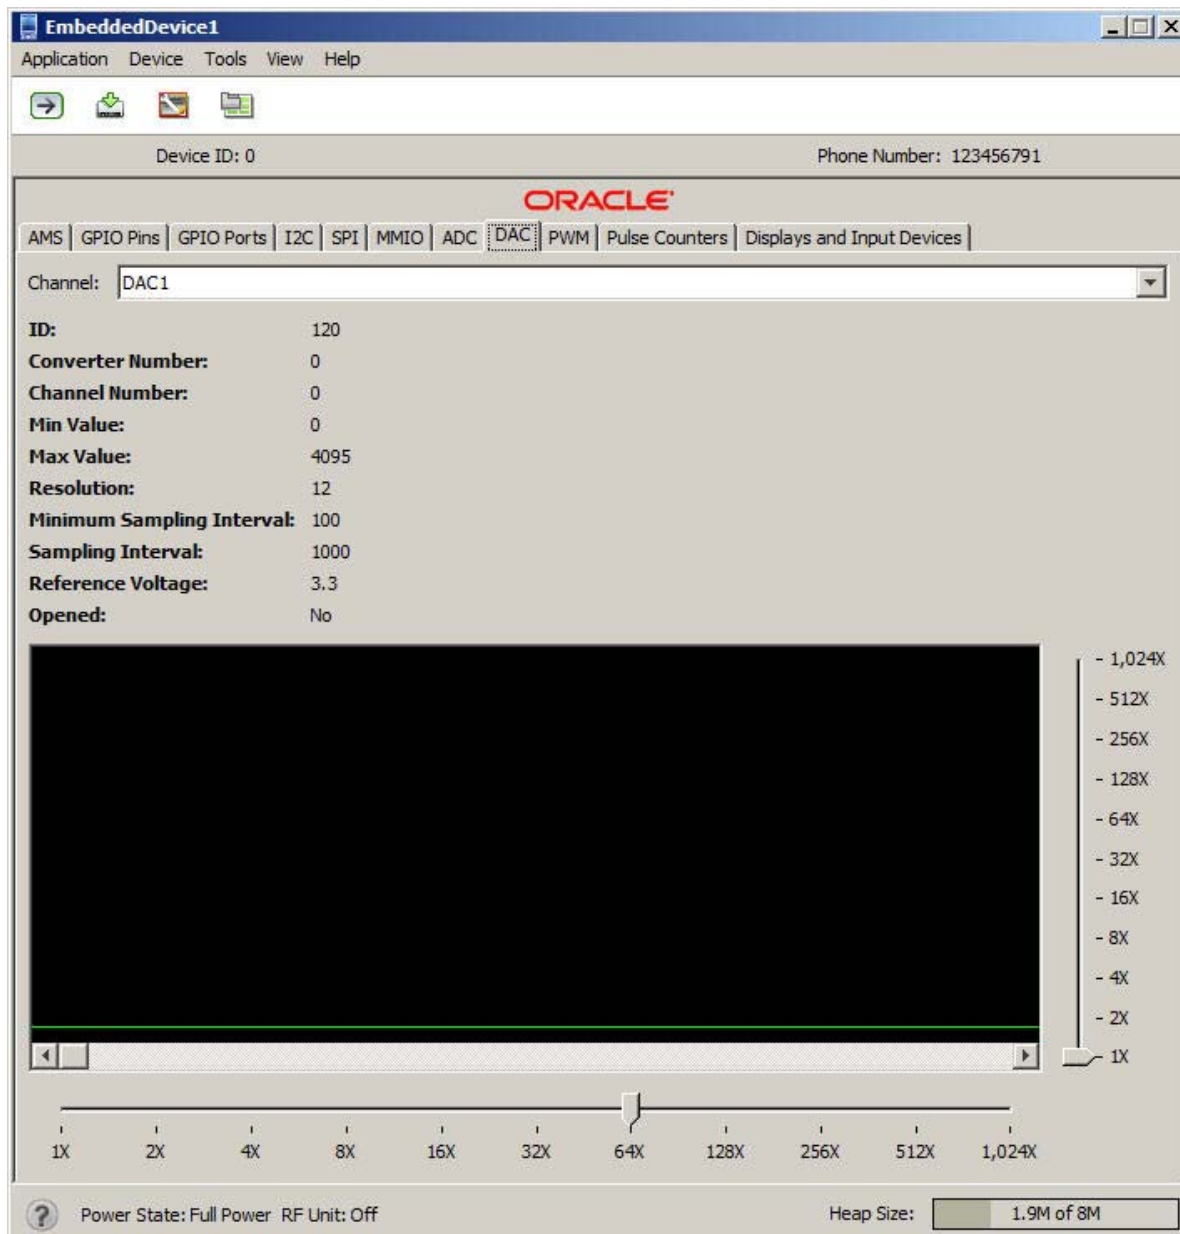 EmbeddedDevice1
Application Device Tools View Help
Device ID: 0 Phone Number: 123456791
ORACLE
AMS GPIO Pins GPIO Ports I2C SPI MMIO ADC DAC PWM Pulse Counters Displays and Input Devices
Channel: DAC1
ID: 120
Converter Number: 0
Channel Number: 0
Min Value: 0
Max Value: 4095
Resolution: 12
Minimum Sampling Interval: 100
Sampling Interval: 1000
Reference Voltage: 3.3
Opened: No
- 1,024X
- 512X
- 256X
- 128X
- 64X
- 32X
- 16X
- 8X
- 4X
- 2X
- 1X
1X 2X 4X 8X 16X 32X 64X 128X 256X 512X 1,024X
? Power State: Full Power RF Unit: Off Heap Size: 1.9M of 8M